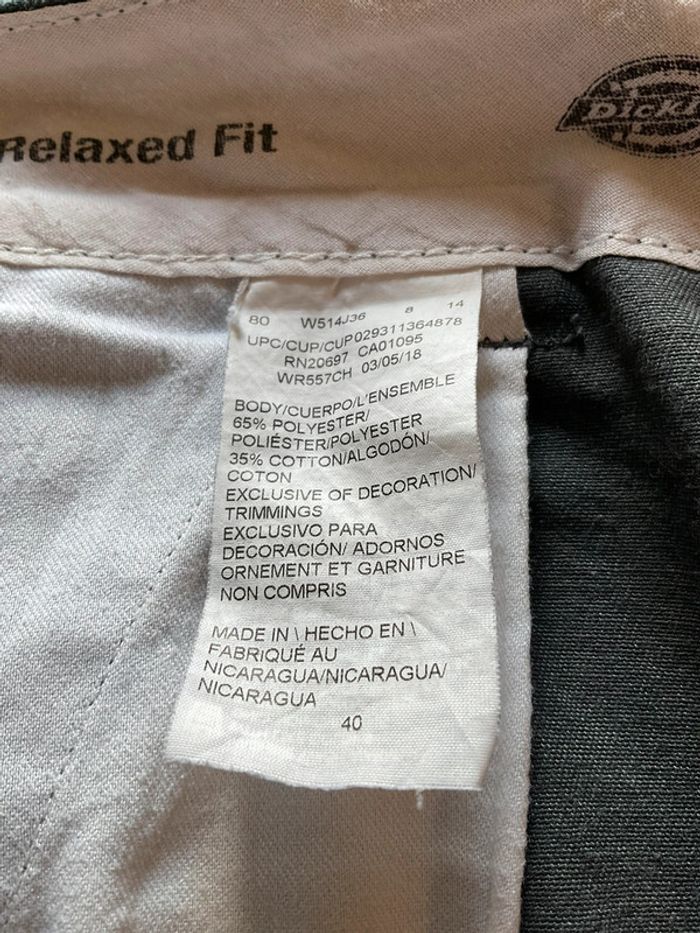 Relaxed Fit
Dickies
80 W514J36 8 14
UPC/CUP/CUP029311364878
RN20697 CA01095
WR557CH 03/05/18
BODY/CUERPO/L'ENSEMBLE
65% POLYESTER/
POLIÉSTER/POLYESTER
35% COTTON/ALGODÓN/
COTON
EXCLUSIVE OF DECORATION/
TRIMMINGS
EXCLUSIVO PARA
DECORACIÓN/ ADORNOS
ORNEMENT ET GARNITURE
NON COMPRIS
MADE IN \ HECHO EN \
FABRIQUÉ AU
NICARAGUA/NICARAGUA/
NICARAGUA
40